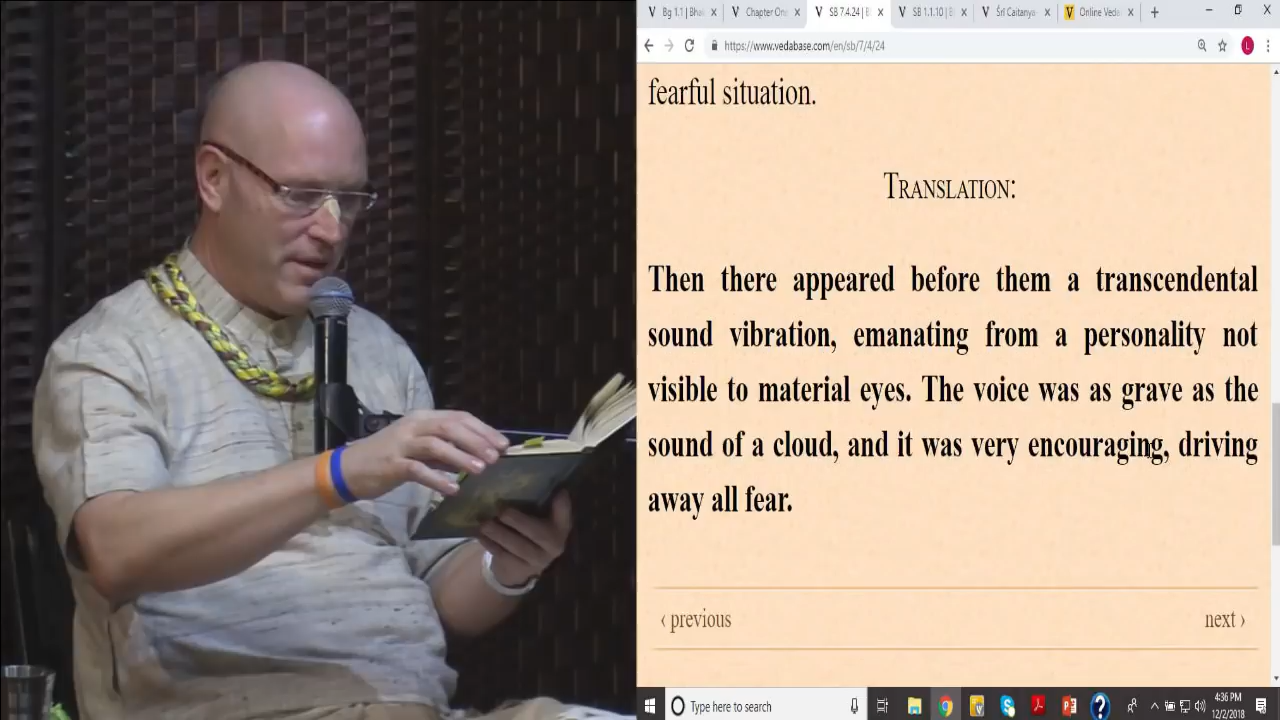 Bg 1.1 | Bha
Chapter One
SB 7.4.24 | B
SB 1.1.10 | B
Śrī Caitanya
Online Veda
https://www.vedabase.com/en/sb/7/4/24
L
fearful situation.
TRANSLATION:
Then there appeared before them a transcendental
sound vibration, emanating from a personality not
visible to material eyes. The voice was as grave as the
sound of a cloud, and it was very encouraging, driving
away all fear.
‹ previous
next ›
Type here to search
4:36 PM
12/2/2018